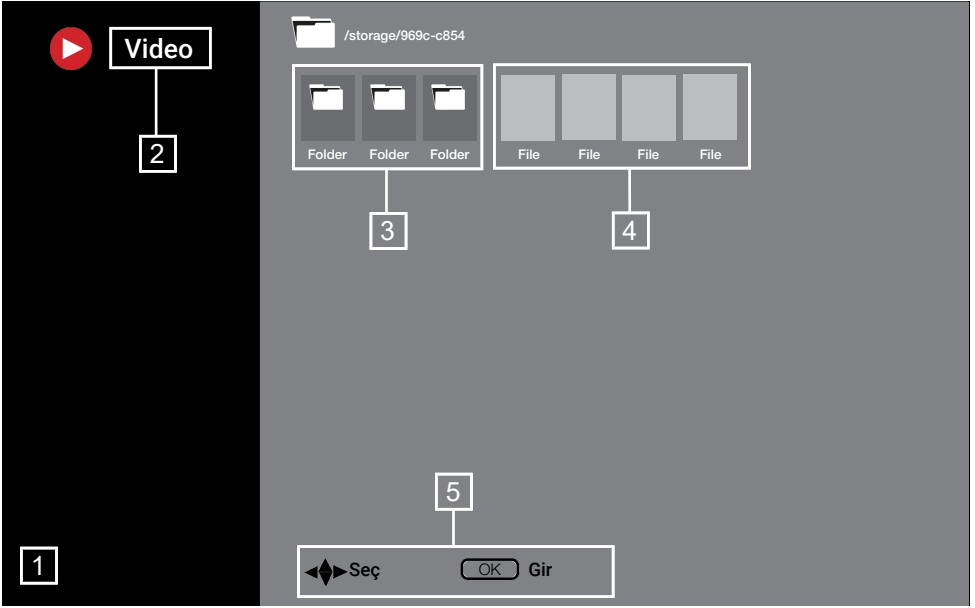 Video
/storage/969c-c854
Folder Folder Folder File File File File
2
3 4
5
1
Seç OK Gir